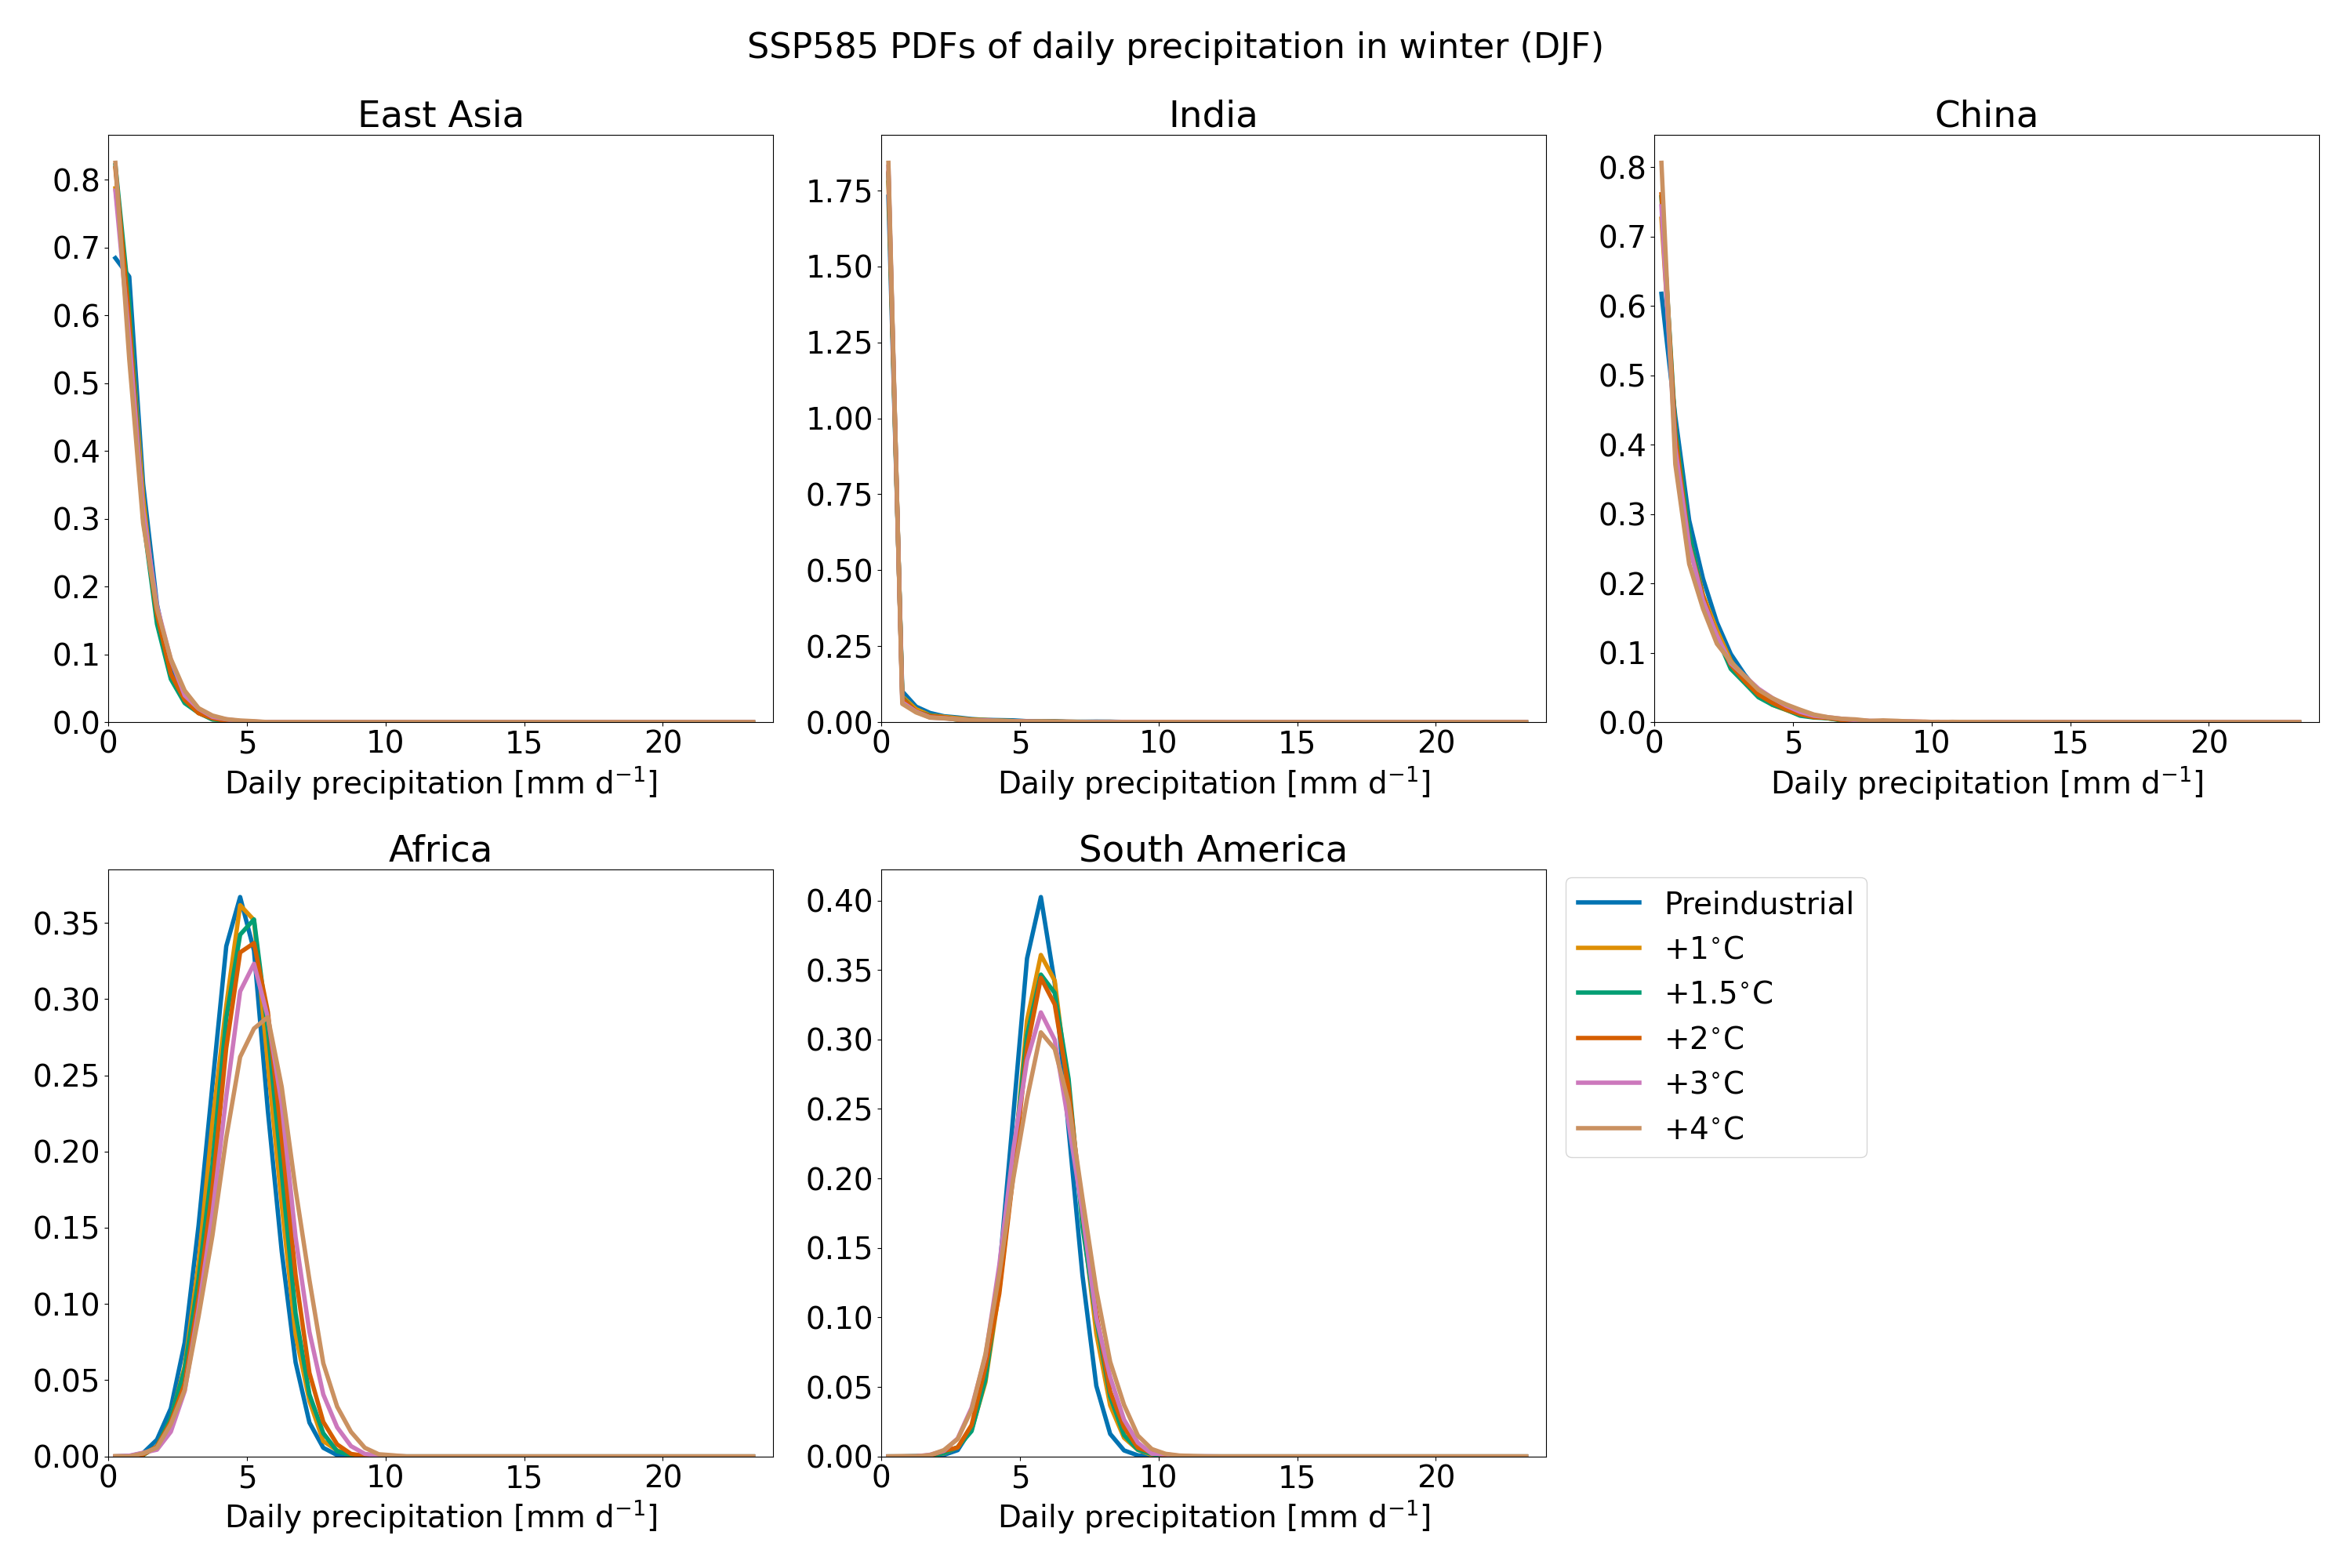 SSP585 PDFs of daily precipitation in winter (DJF)
East Asia
0.8
0.7
0.6
0.5
0.4
0.3
0.2
0.1
0.0
0 5 10 15 20
Daily precipitation [mm d⁻¹]
India
1.75
1.50
1.25
1.00
0.75
0.50
0.25
0.00
0 5 10 15 20
Daily precipitation [mm d⁻¹]
China
0.8
0.7
0.6
0.5
0.4
0.3
0.2
0.1
0.0
0 5 10 15 20
Daily precipitation [mm d⁻¹]
Africa
0.35
0.30
0.25
0.20
0.15
0.10
0.05
0.00
0 5 10 15 20
Daily precipitation [mm d⁻¹]
South America
0.40
0.35
0.30
0.25
0.20
0.15
0.10
0.05
0.00
0 5 10 15 20
Daily precipitation [mm d⁻¹]
Preindustrial
+1°C
+1.5°C
+2°C
+3°C
+4°C